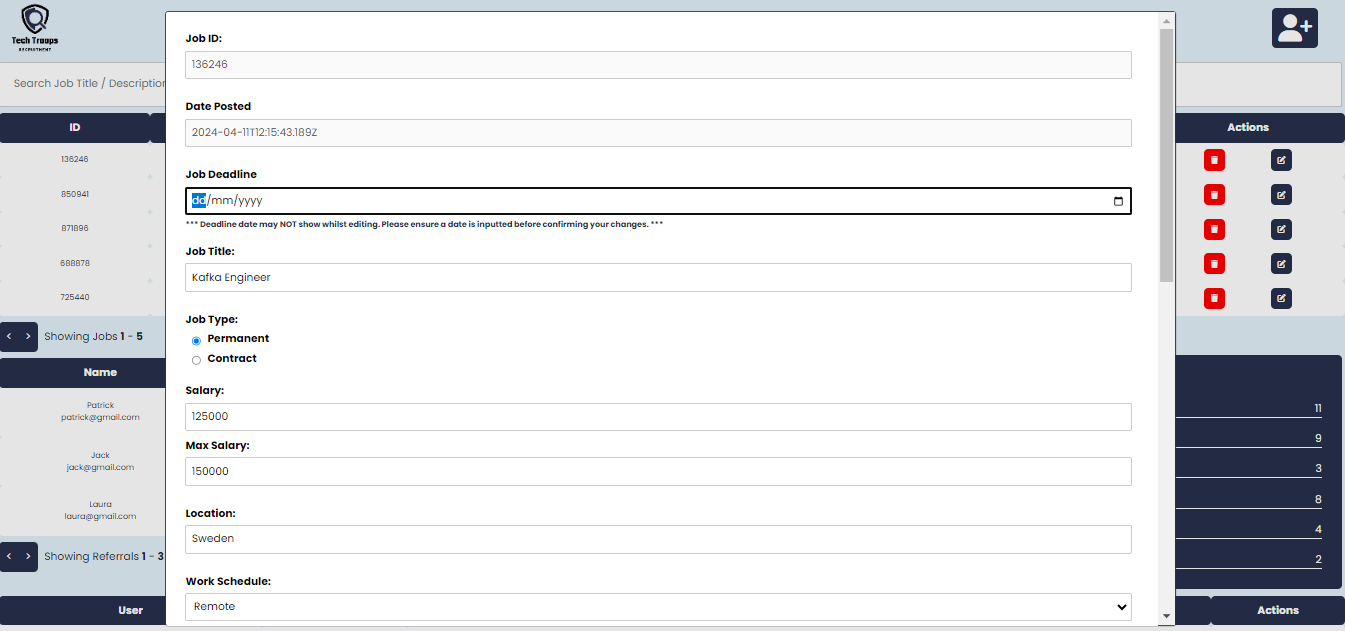 Tech Troops
RECRUITMENT
Search Job Title / Description
ID
136246
850941
871896
688878
725440
Showing Jobs 1 - 5
Name
Patrick
patrick@gmail.com
Jack
jack@gmail.com
Laura
laura@gmail.com
Showing Referrals 1 - 3
User
Job ID:
136246
Date Posted
2024-04-11T12:15:43.189Z
Job Deadline
dd/mm/yyyy
*** Deadline date may NOT show whilst editing. Please ensure a date is inputted before confirming your changes. ***
Job Title:
Kafka Engineer
Job Type:
Permanent
Contract
Salary:
125000
Max Salary:
150000
Location:
Sweden
Work Schedule:
Remote
Actions
11
9
3
8
4
2
Actions